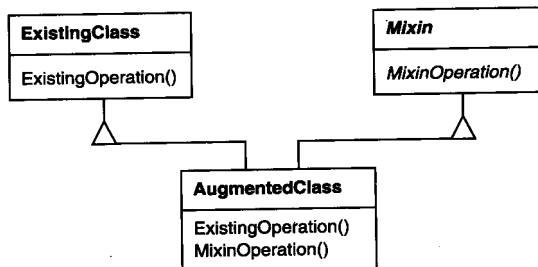 ExistingClass
ExistingOperation()
Mixin
MixinOperation()
AugmentedClass
ExistingOperation()
MixinOperation()